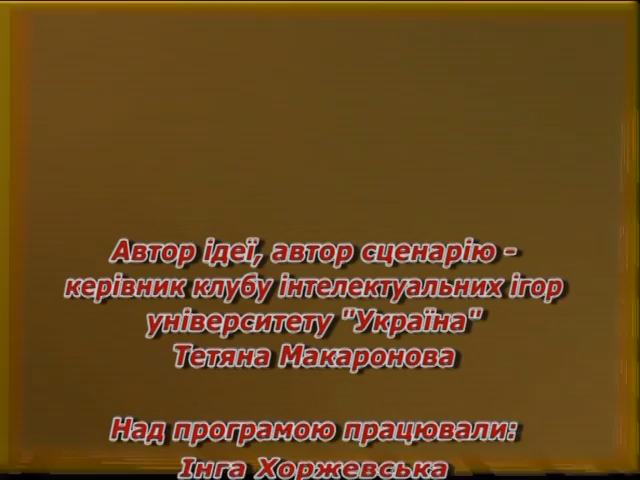 Автор ідеї, автор сценарію -
керівник клубу інтелектуальних ігор
університету "Україна"
Тетяна Макаронова
Над програмою працювали:
Інга Хоржевська